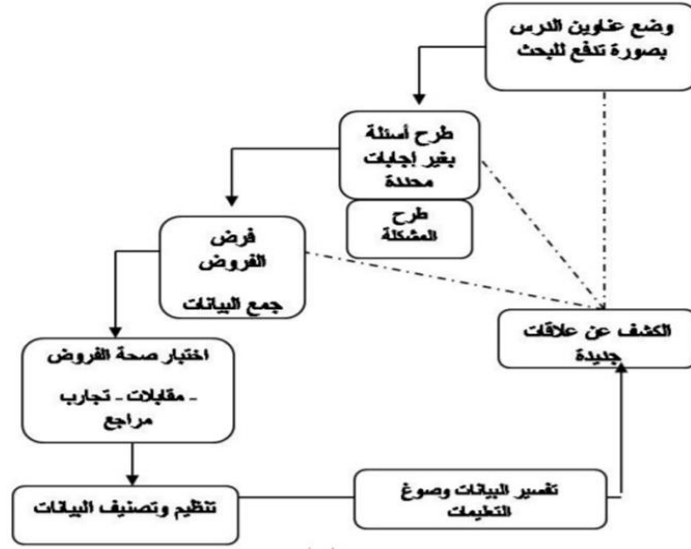 وضع عناوين الدرس
بصورة تدفع للبحث
طرح أسئلة
بغير إجابات
محددة
طرح
المشكلة
فرض
الفروض
جمع البيانات
اختبار صحة الفروض
- مقابلات - تجارب
مراجع
تنظيم وتصنيف البيانات
تفسير البيانات وصوغ
التعليمات
الكشف عن علاقات
جديدة